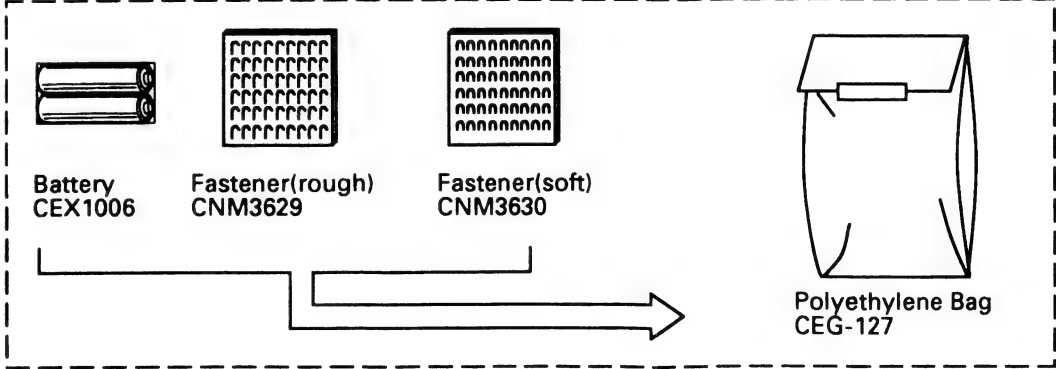 Battery
CEX1006
Fastener(rough)
CNM3629
Fastener(soft)
CNM3630
Polyethylene Bag
CEG-127